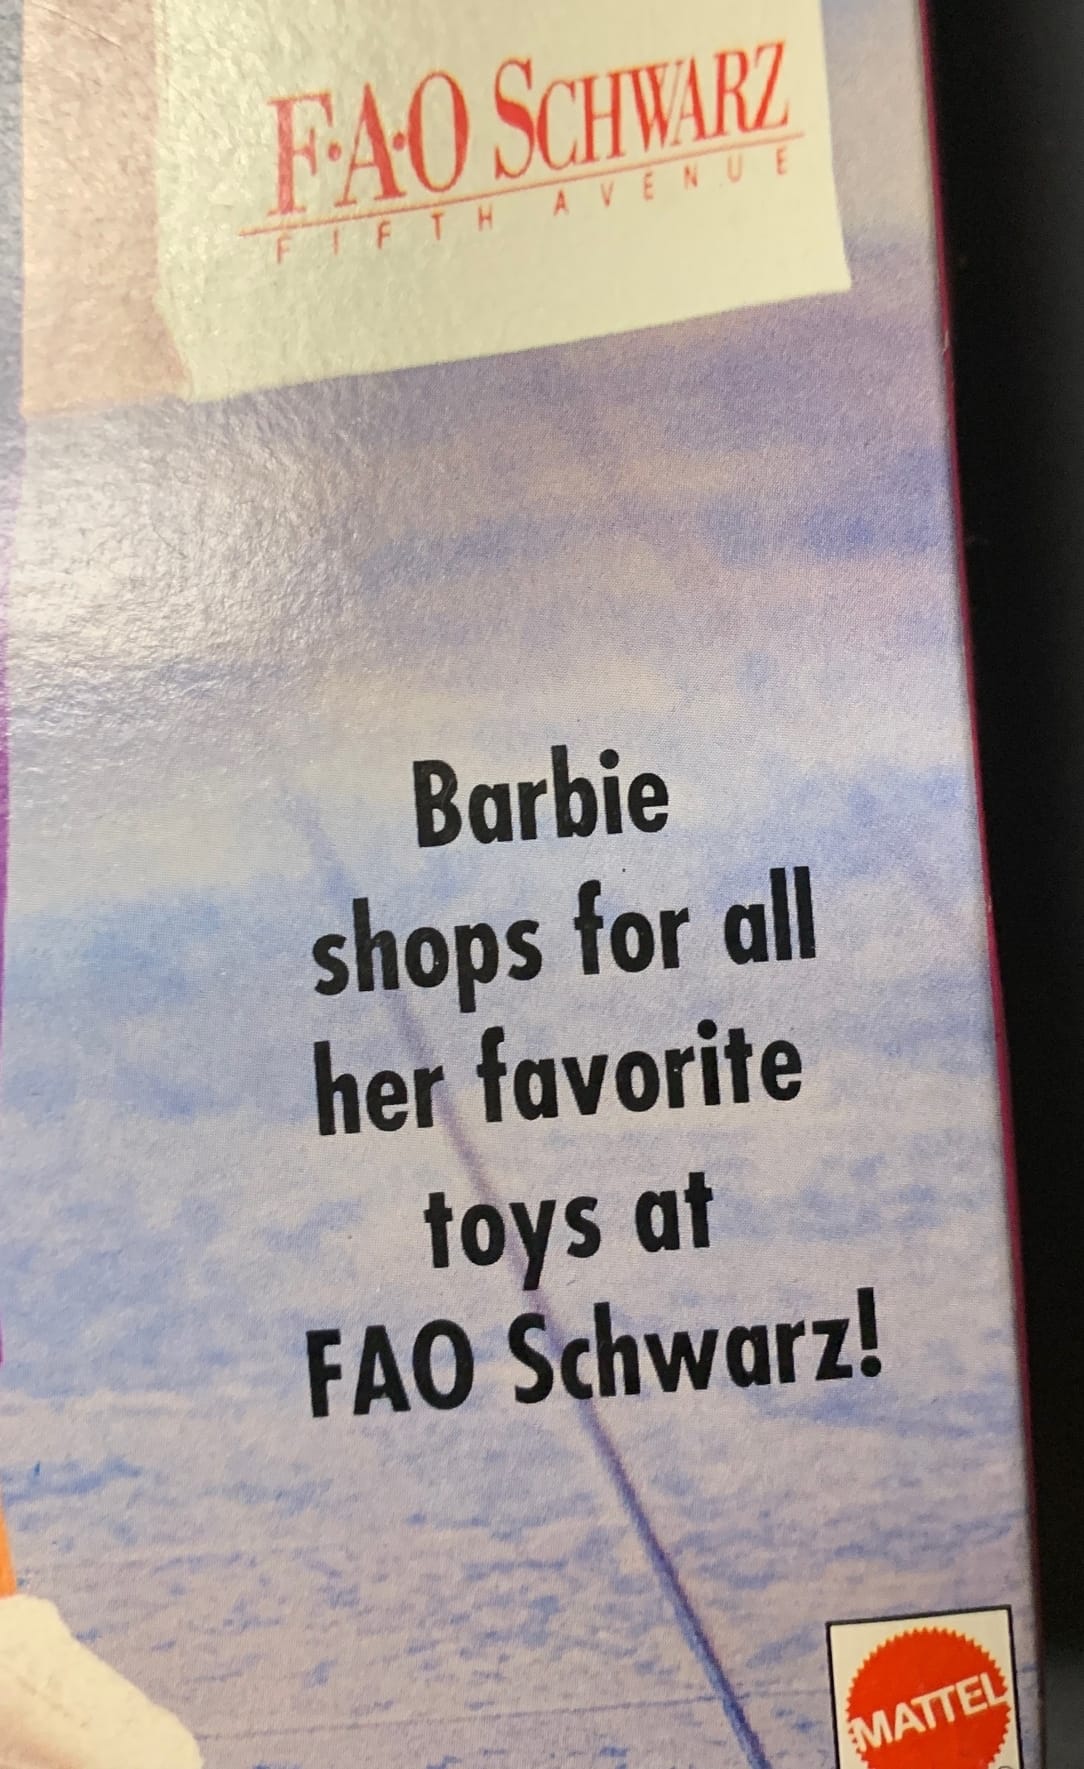 F·A·O SCHWARZ
FIFTH AVENUE
Barbie
shops for all
her favorite
toys at
FAO Schwarz!
MATTEL